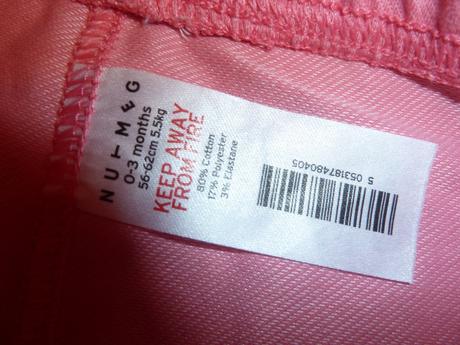 NUTMEG
0-3 months
56-62cm 5.5kg
KEEP AWAY
FROM FIRE
80% Cotton
17% Polyester
3% Elastane
5 053187480405